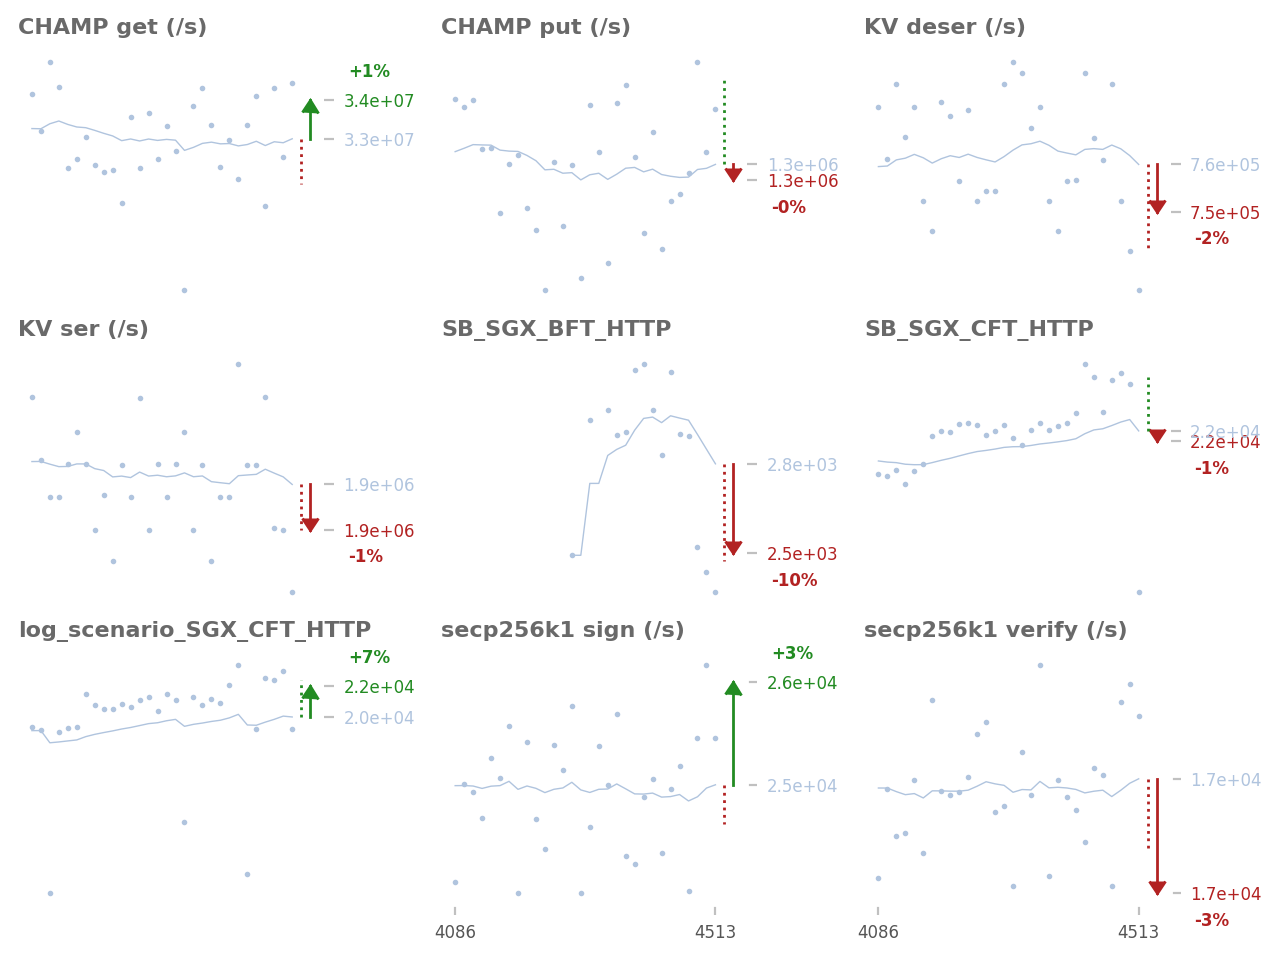 CHAMP get (/s)
+1%
3.4e+07
3.3e+07
CHAMP put (/s)
1.3e+06
1.3e+06
-0%
KV deser (/s)
7.6e+05
7.5e+05
-2%
KV ser (/s)
1.9e+06
1.9e+06
-1%
SB_SGX_BFT_HTTP
2.8e+03
2.5e+03
-10%
SB_SGX_CFT_HTTP
2.2e+04
2.2e+04
-1%
log_scenario_SGX_CFT_HTTP
+7%
2.2e+04
2.0e+04
secp256k1 sign (/s)
+3%
2.6e+04
2.5e+04
4086 4513
secp256k1 verify (/s)
1.7e+04
1.7e+04
-3%
4086 4513